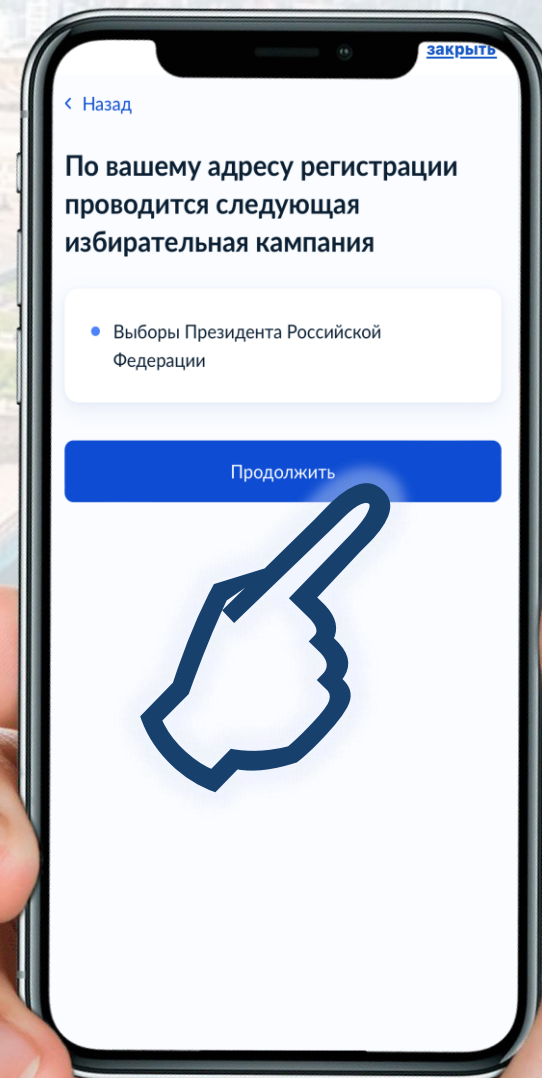 закрыть
Назад
По вашему адресу регистрации
проводится следующая
избирательная кампания
Выборы Президента Российской
Федерации
Продолжить